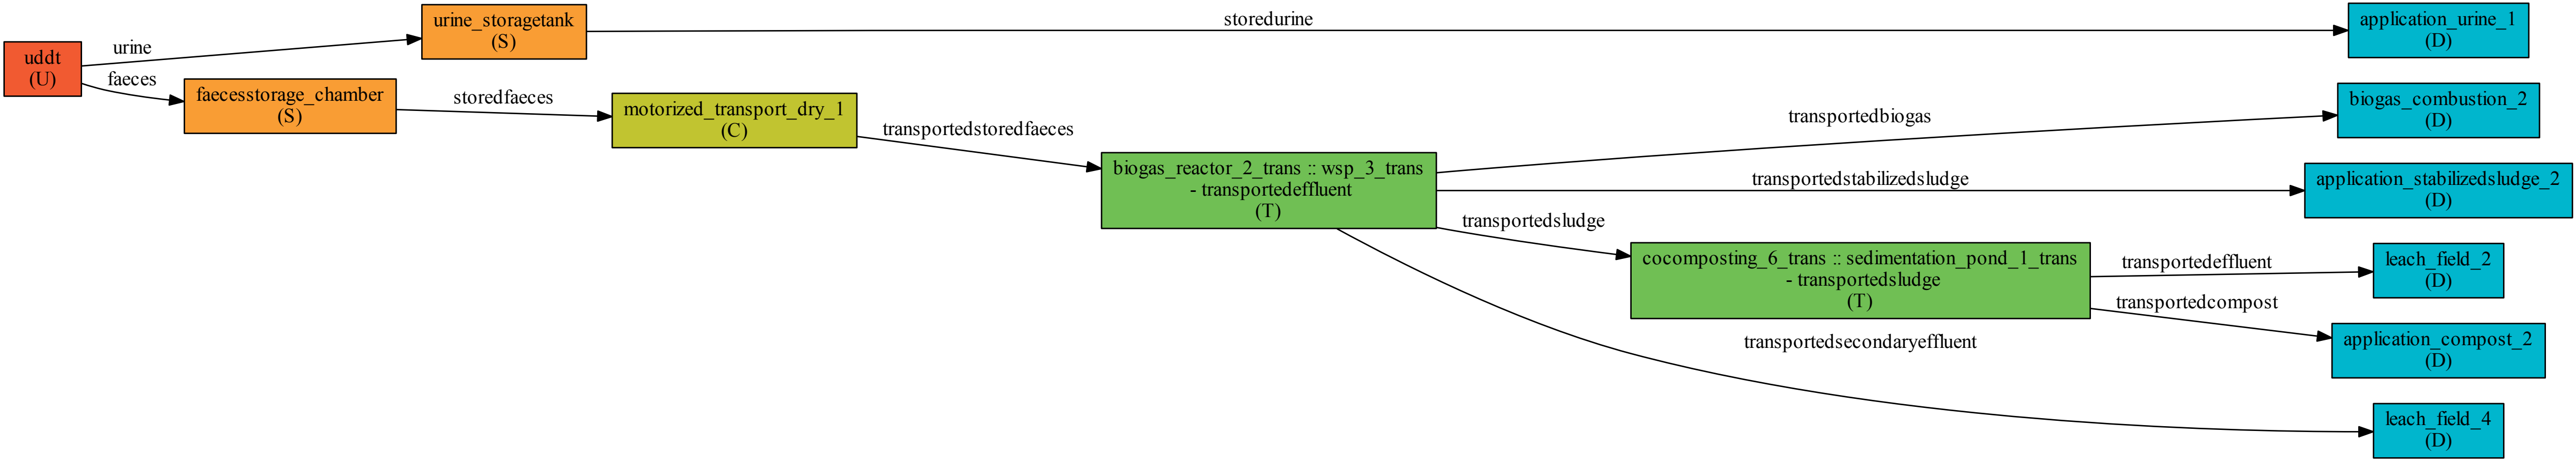 uddt
(U)
urine
faeces
urine_storagetank
(S)
faecesstorage_chamber
(S)
storedurine
storedfaeces
motorized_transport_dry_1
(C)
transportedstoredfaeces
biogas_reactor_2_trans :: wsp_3_trans
- transportedeffluent
(T)
transportedbiogas
transportedstabilizedsludge
transportedsludge
transportedsecondaryeffluent
cocomposting_6_trans :: sedimentation_pond_1_trans
- transportedsludge
(T)
transportedeffluent
transportedcompost
application_urine_1
(D)
biogas_combustion_2
(D)
application_stabilizedsludge_2
(D)
leach_field_2
(D)
application_compost_2
(D)
leach_field_4
(D)